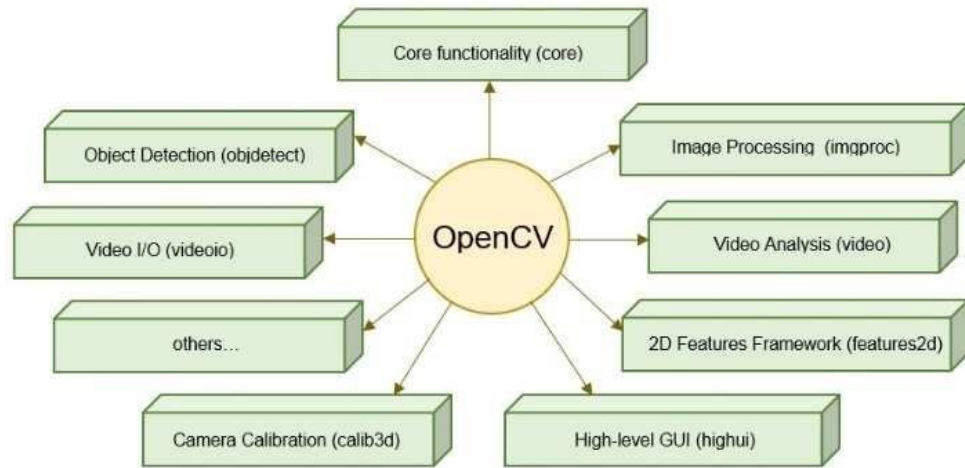 Core functionality (core)
Object Detection (objdetect)
Image Processing (imgproc)
OpenCV
Video I/O (videoio)
Video Analysis (video)
others...
2D Features Framework (features2d)
Camera Calibration (calib3d)
High-level GUI (highui)